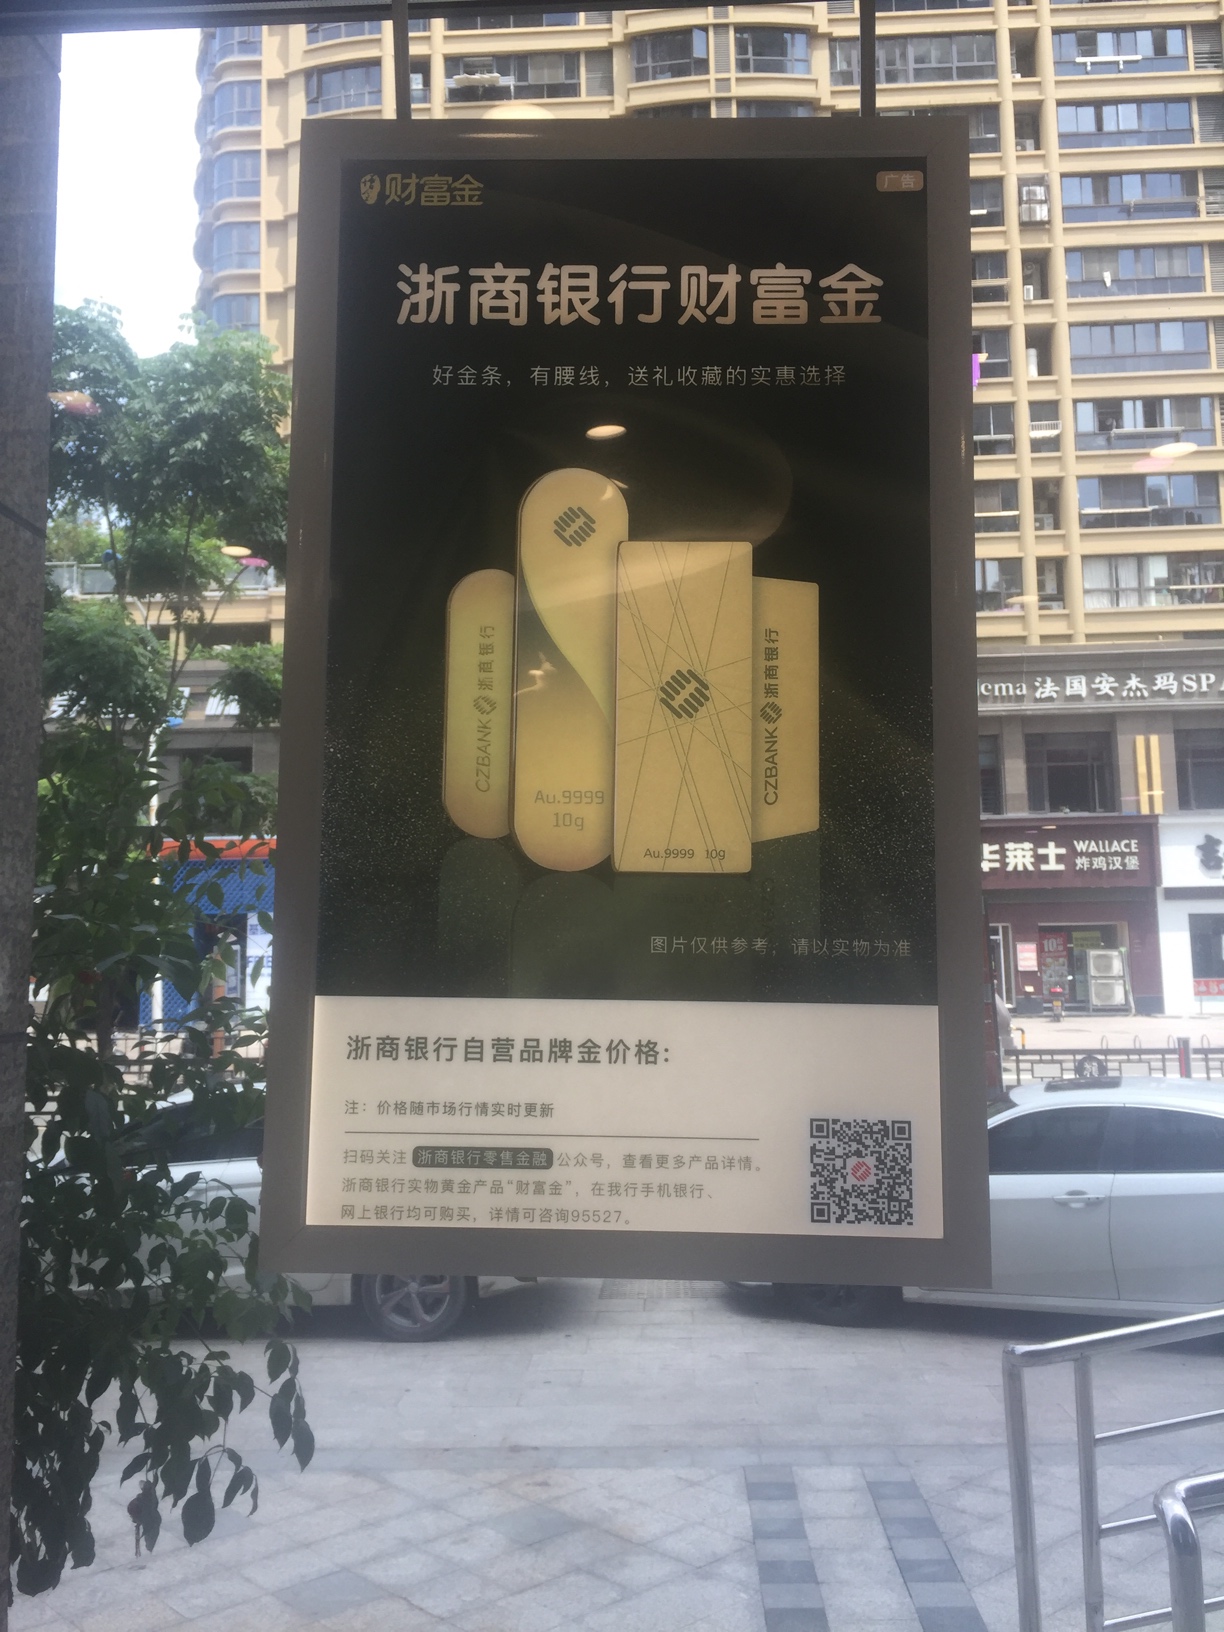 财富金
广告
浙商银行财富金
好金条，有腰线，送礼收藏的实惠选择
CZBANK 浙商银行
Au.9999
10g
Au.9999 10g
CZBANK 浙商银行
图片仅供参考，请以实物为准
浙商银行自营品牌金价格:
注：价格随市场行情实时更新
扫码关注 浙商银行零售金融 公众号，查看更多产品详情。
浙商银行实物黄金产品“财富金”，在我行手机银行、
网上银行均可购买，详情可咨询95527。
cma 法国安杰玛SPA
华莱士 WALLACE
炸鸡汉堡